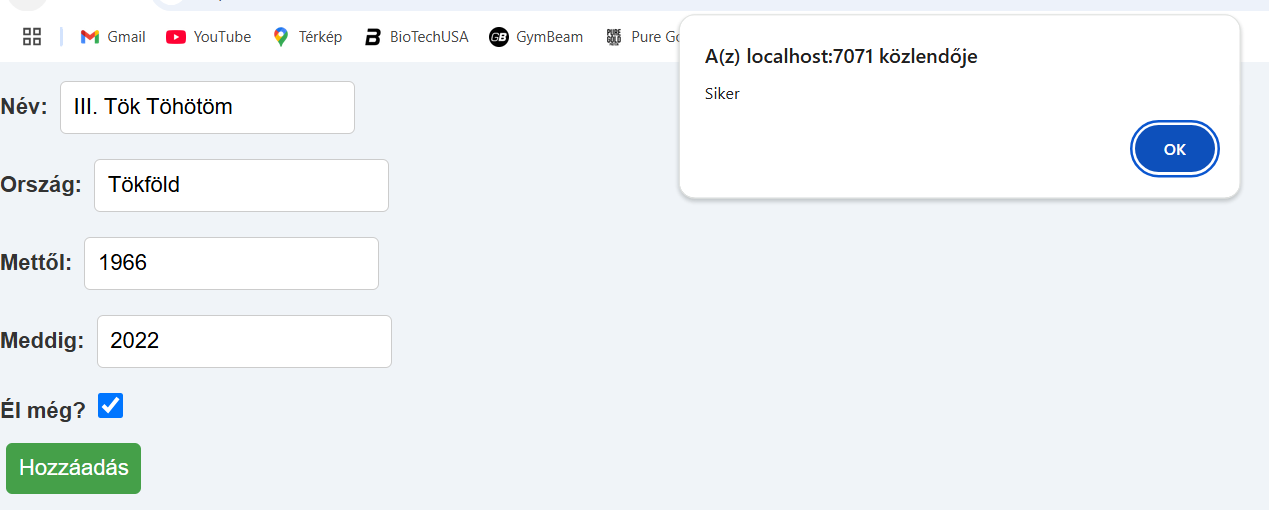 Gmail YouTube Térkép BioTechUSA GymBeam Pure
A(z) localhost:7071 közlendője
Siker
OK
Név: III. Tök Töhötöm
Ország: Tökföld
Mettől: 1966
Meddig: 2022
Él még?
Hozzáadás